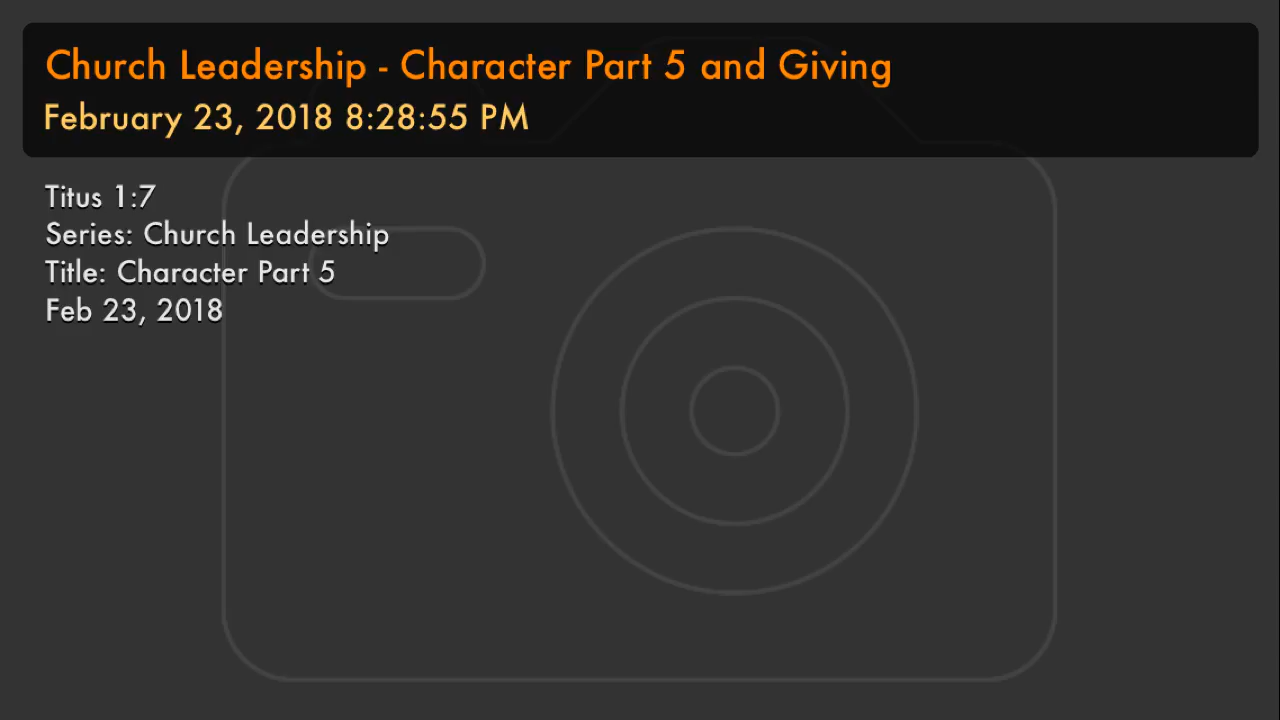 Church Leadership - Character Part 5 and Giving
February 23, 2018 8:28:55 PM
Titus 1:7
Series: Church Leadership
Title: Character Part 5
Feb 23, 2018